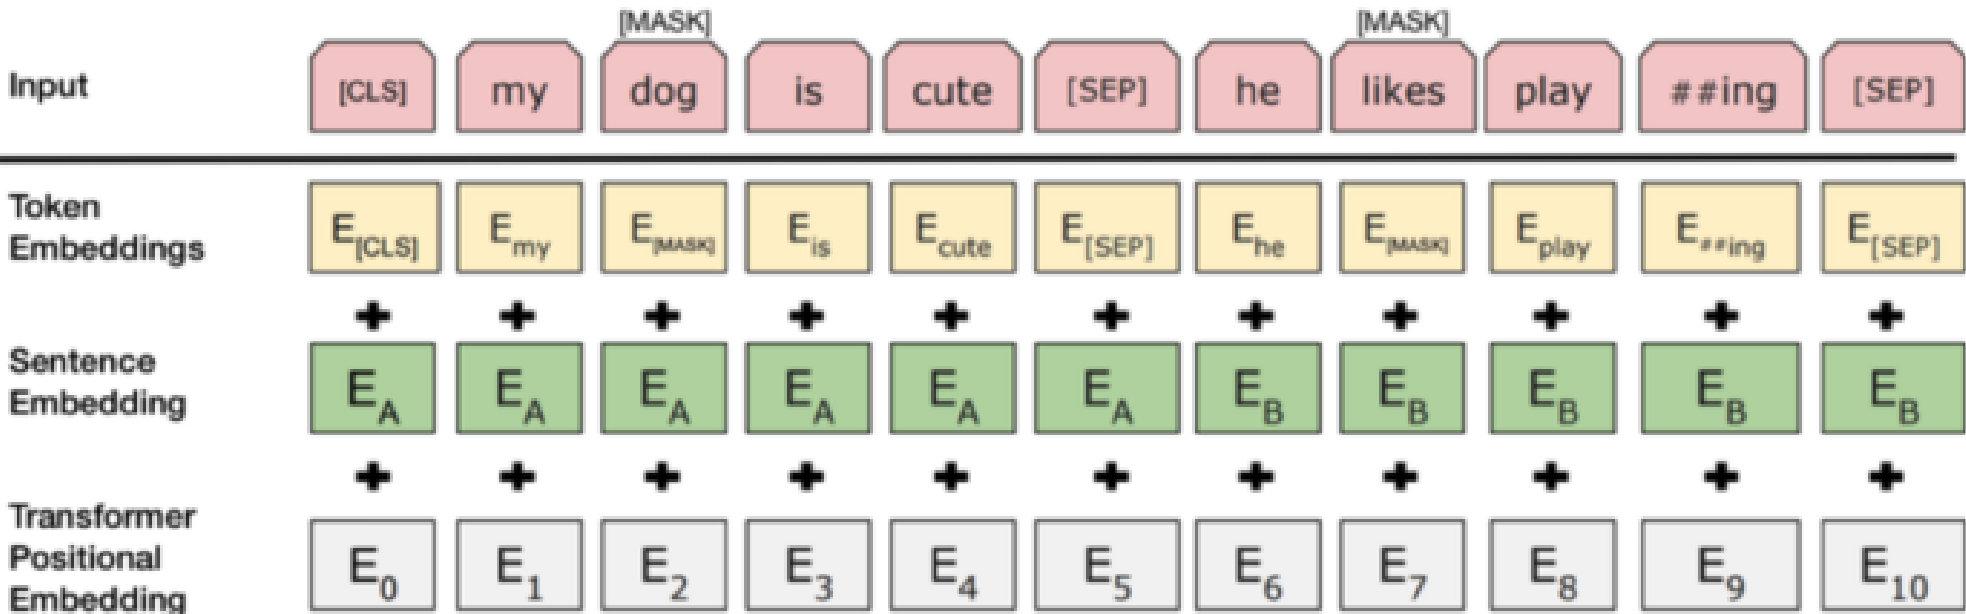 [MASK] [MASK]
Input [CLS] my dog is cute [SEP] he likes play ##ing [SEP]
Token
Embeddings E[CLS] Emy E[MASK] Eis Ecute E[SEP] Ehe E[MASK] Eplay E##ing E[SEP]
+ + + + + + + + + + +
Sentence
Embedding EA EA EA EA EA EA EB EB EB EB EB
+ + + + + + + + + + +
Transformer
Positional
Embedding E0 E1 E2 E3 E4 E5 E6 E7 E8 E9 E10